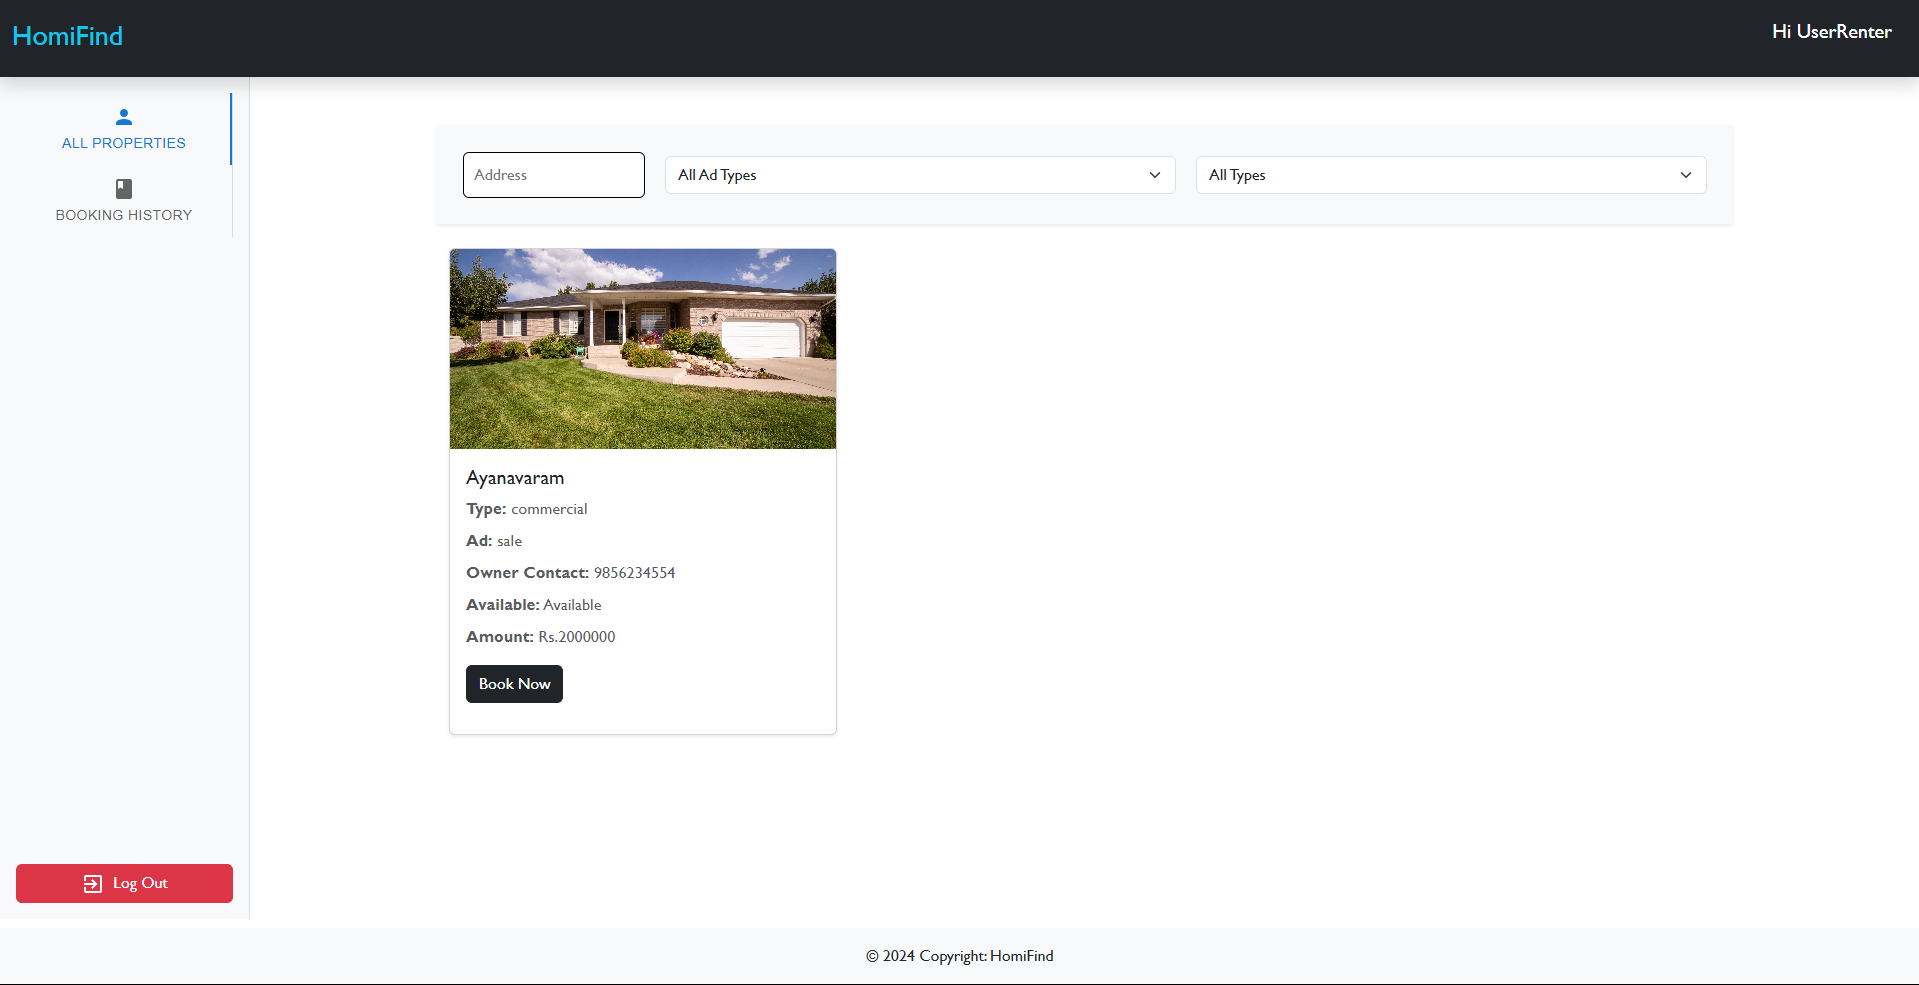 HomiFind
Hi UserRenter
ALL PROPERTIES
BOOKING HISTORY
Address
All Ad Types
All Types
Ayanavaram
Type: commercial
Ad: sale
Owner Contact: 9856234554
Available: Available
Amount: Rs.2000000
Book Now
Log Out
© 2024 Copyright: HomiFind